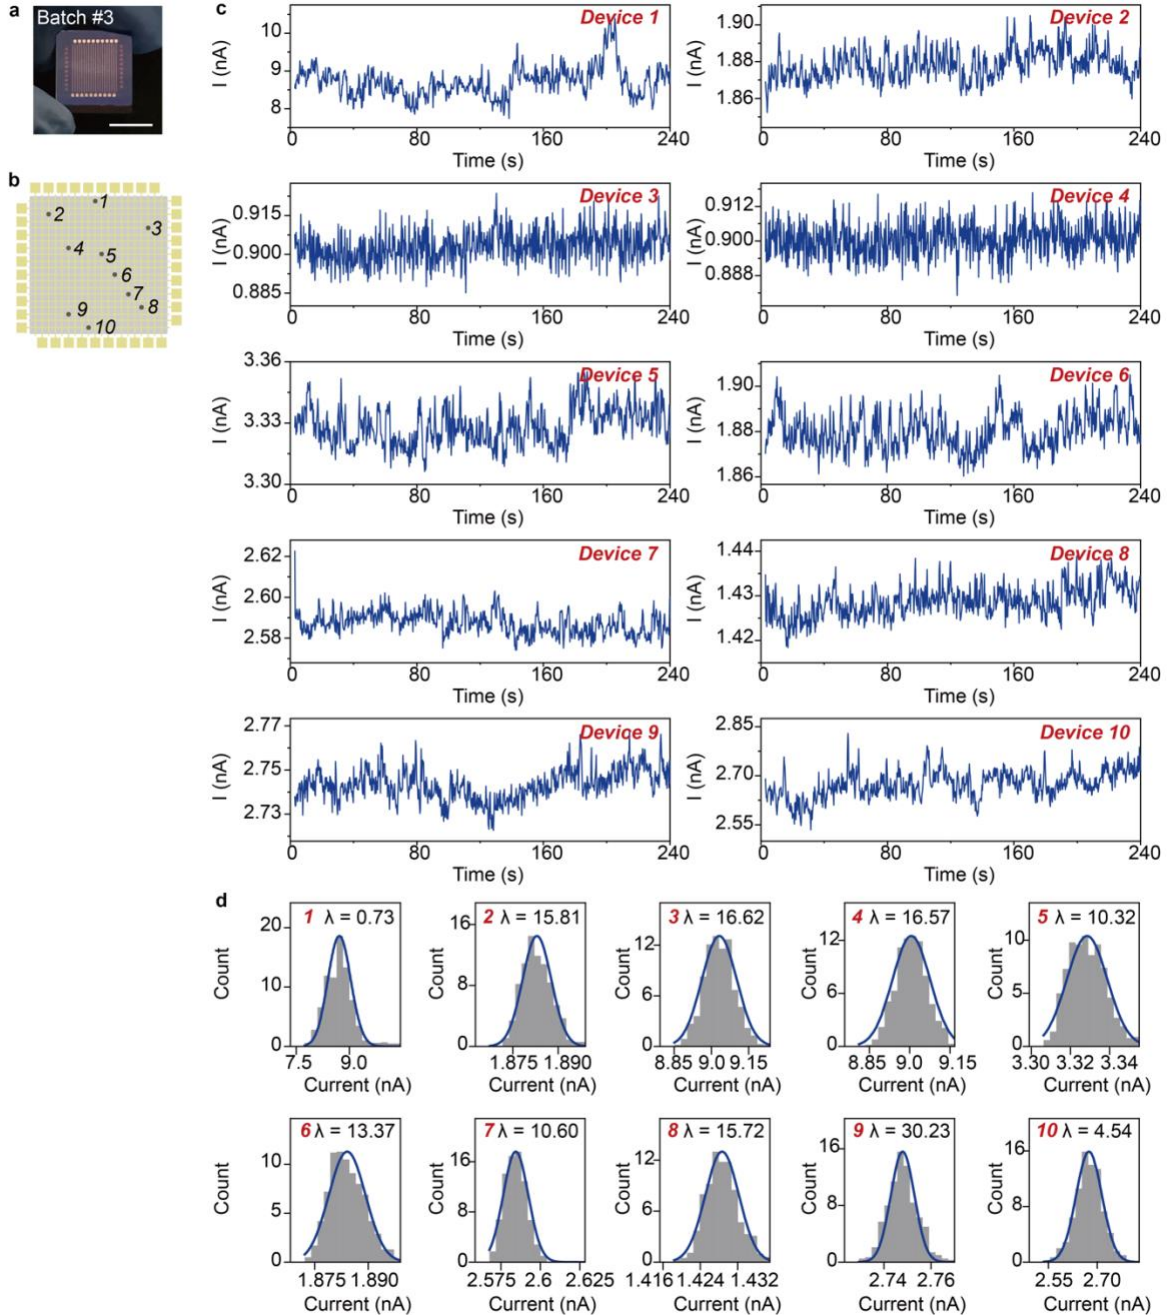 a
Batch #3
b
1
2
3
4
5
6
7
8
9
10
c
Device 1
I (nA)
10
9
8
0 80 160 240
Time (s)
Device 2
I (nA)
1.90
1.88
1.86
0 80 160 240
Time (s)
Device 3
I (nA)
0.915
0.900
0.885
0 80 160 240
Time (s)
Device 4
I (nA)
0.912
0.900
0.888
0 80 160 240
Time (s)
Device 5
I (nA)
3.36
3.33
3.30
0 80 160 240
Time (s)
Device 6
I (nA)
1.90
1.88
1.86
0 80 160 240
Time (s)
Device 7
I (nA)
2.62
2.60
2.58
0 80 160 240
Time (s)
Device 8
I (nA)
1.44
1.43
1.42
0 80 160 240
Time (s)
Device 9
I (nA)
2.77
2.75
2.73
0 80 160 240
Time (s)
Device 10
I (nA)
2.85
2.70
2.55
0 80 160 240
Time (s)
d
1 λ = 0.73
Count
20
10
0
7.5 9.0
Current (nA)
2 λ = 15.81
Count
16
8
0
1.875 1.890
Current (nA)
3 λ = 16.62
Count
12
6
0
8.85 9.0 9.15
Current (nA)
4 λ = 16.57
Count
12
6
0
8.85 9.0 9.15
Current (nA)
5 λ = 10.32
Count
10
5
0
3.30 3.32 3.34
Current (nA)
6 λ = 13.37
Count
10
5
0
1.875 1.890
Current (nA)
7 λ = 10.60
Count
16
8
0
2.575 2.6 2.625
Current (nA)
8 λ = 15.72
Count
12
6
0
1.416 1.424 1.432
Current (nA)
9 λ = 30.23
Count
16
8
0
2.74 2.76
Current (nA)
10 λ = 4.54
Count
16
8
0
2.55 2.70
Current (nA)